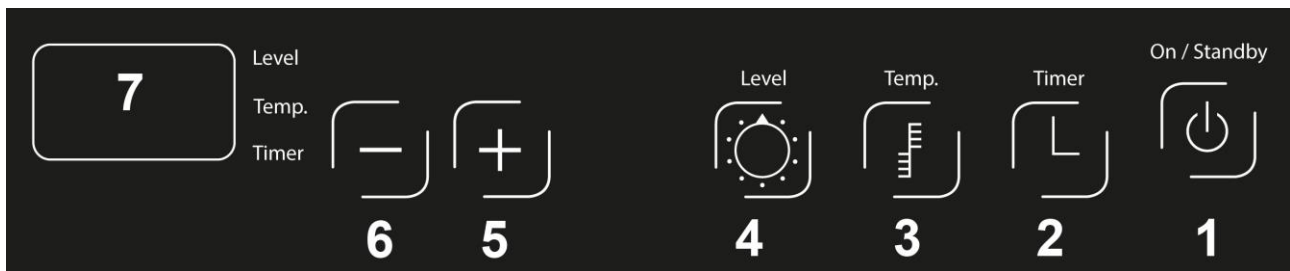 7
Level
Temp.
Timer
Level
Temp.
Timer
On / Standby
6
5
4
3
2
1